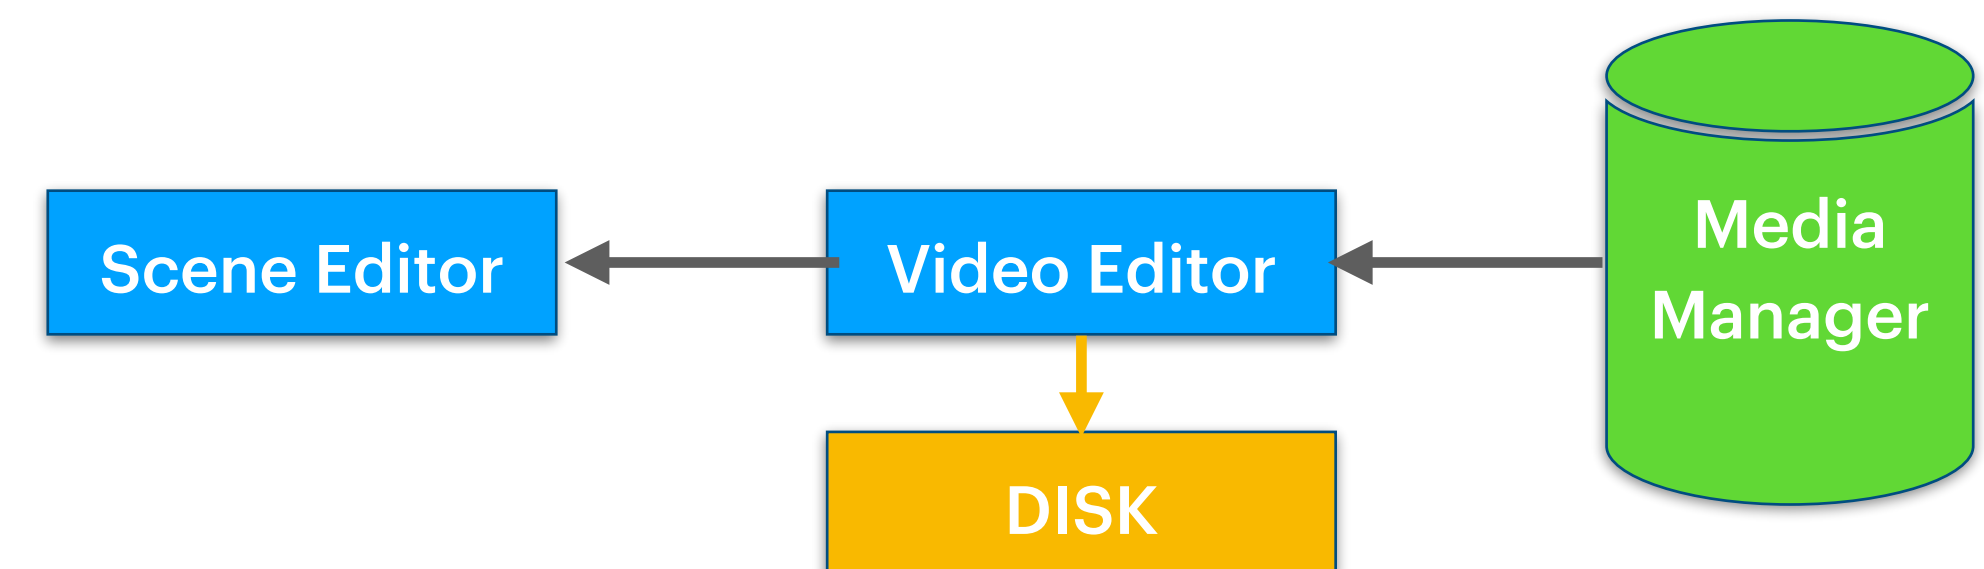 Scene Editor
Video Editor
Media
Manager
DISK